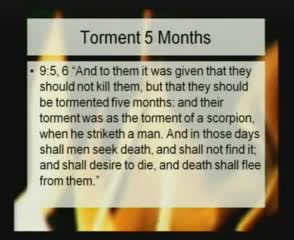 Torment 5 Months
• 9:5, 6 “And to them it was given that they
should not kill them, but that they should
be tormented five months: and their
torment was as the torment of a scorpion,
when he striketh a man. And in those days
shall men seek death, and shall not find it;
and shall desire to die, and death shall flee
from them.”